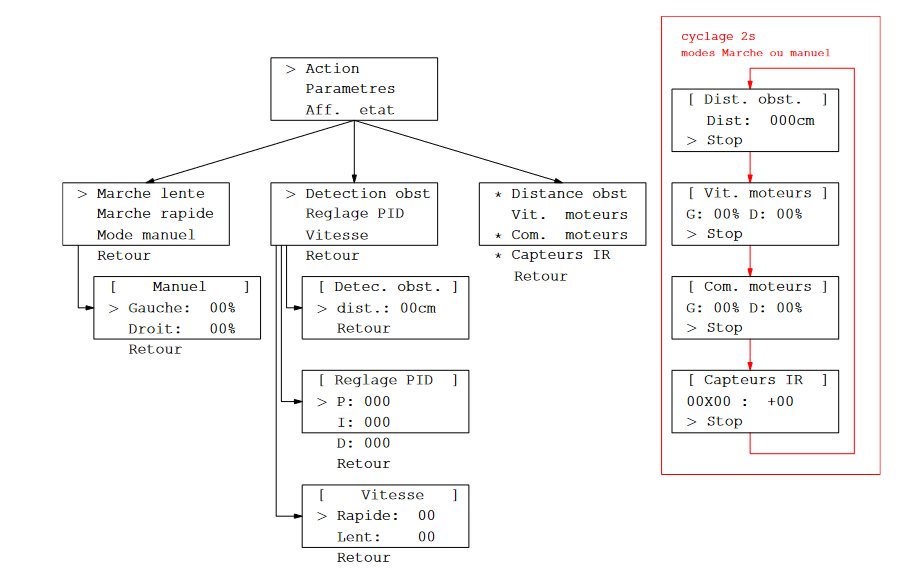 > Action
Parametres
Aff. etat
> Marche lente
Marche rapide
Mode manuel
Retour
[ Manuel ]
> Gauche: 00%
Droit: 00%
Retour
> Detection obst
Reglage PID
Vitesse
Retour
[ Detec. obst. ]
> dist.: 00cm
Retour
[ Reglage PID ]
> P: 000
I: 000
D: 000
Retour
[ Vitesse ]
> Rapide: 00
Lent: 00
Retour
* Distance obst
Vit. moteurs
* Com. moteurs
* Capteurs IR
Retour
cyclage 2s
modes Marche ou manuel
[ Dist. obst. ]
Dist: 000cm
> Stop
[ Vit. moteurs ]
G: 00% D: 00%
> Stop
[ Com. moteurs ]
G: 00% D: 00%
> Stop
[ Capteurs IR ]
00X00 : +00
> Stop